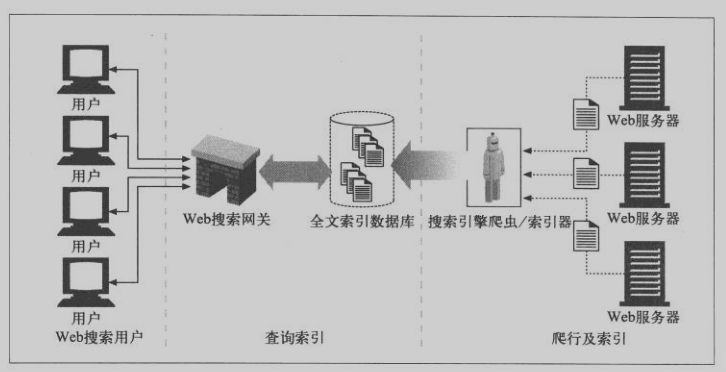 用户
用户
用户
用户
Web搜索用户
Web搜索网关
全文索引数据库
查询索引
搜索引擎爬虫/索引器
Web服务器
Web服务器
Web服务器
爬行及索引